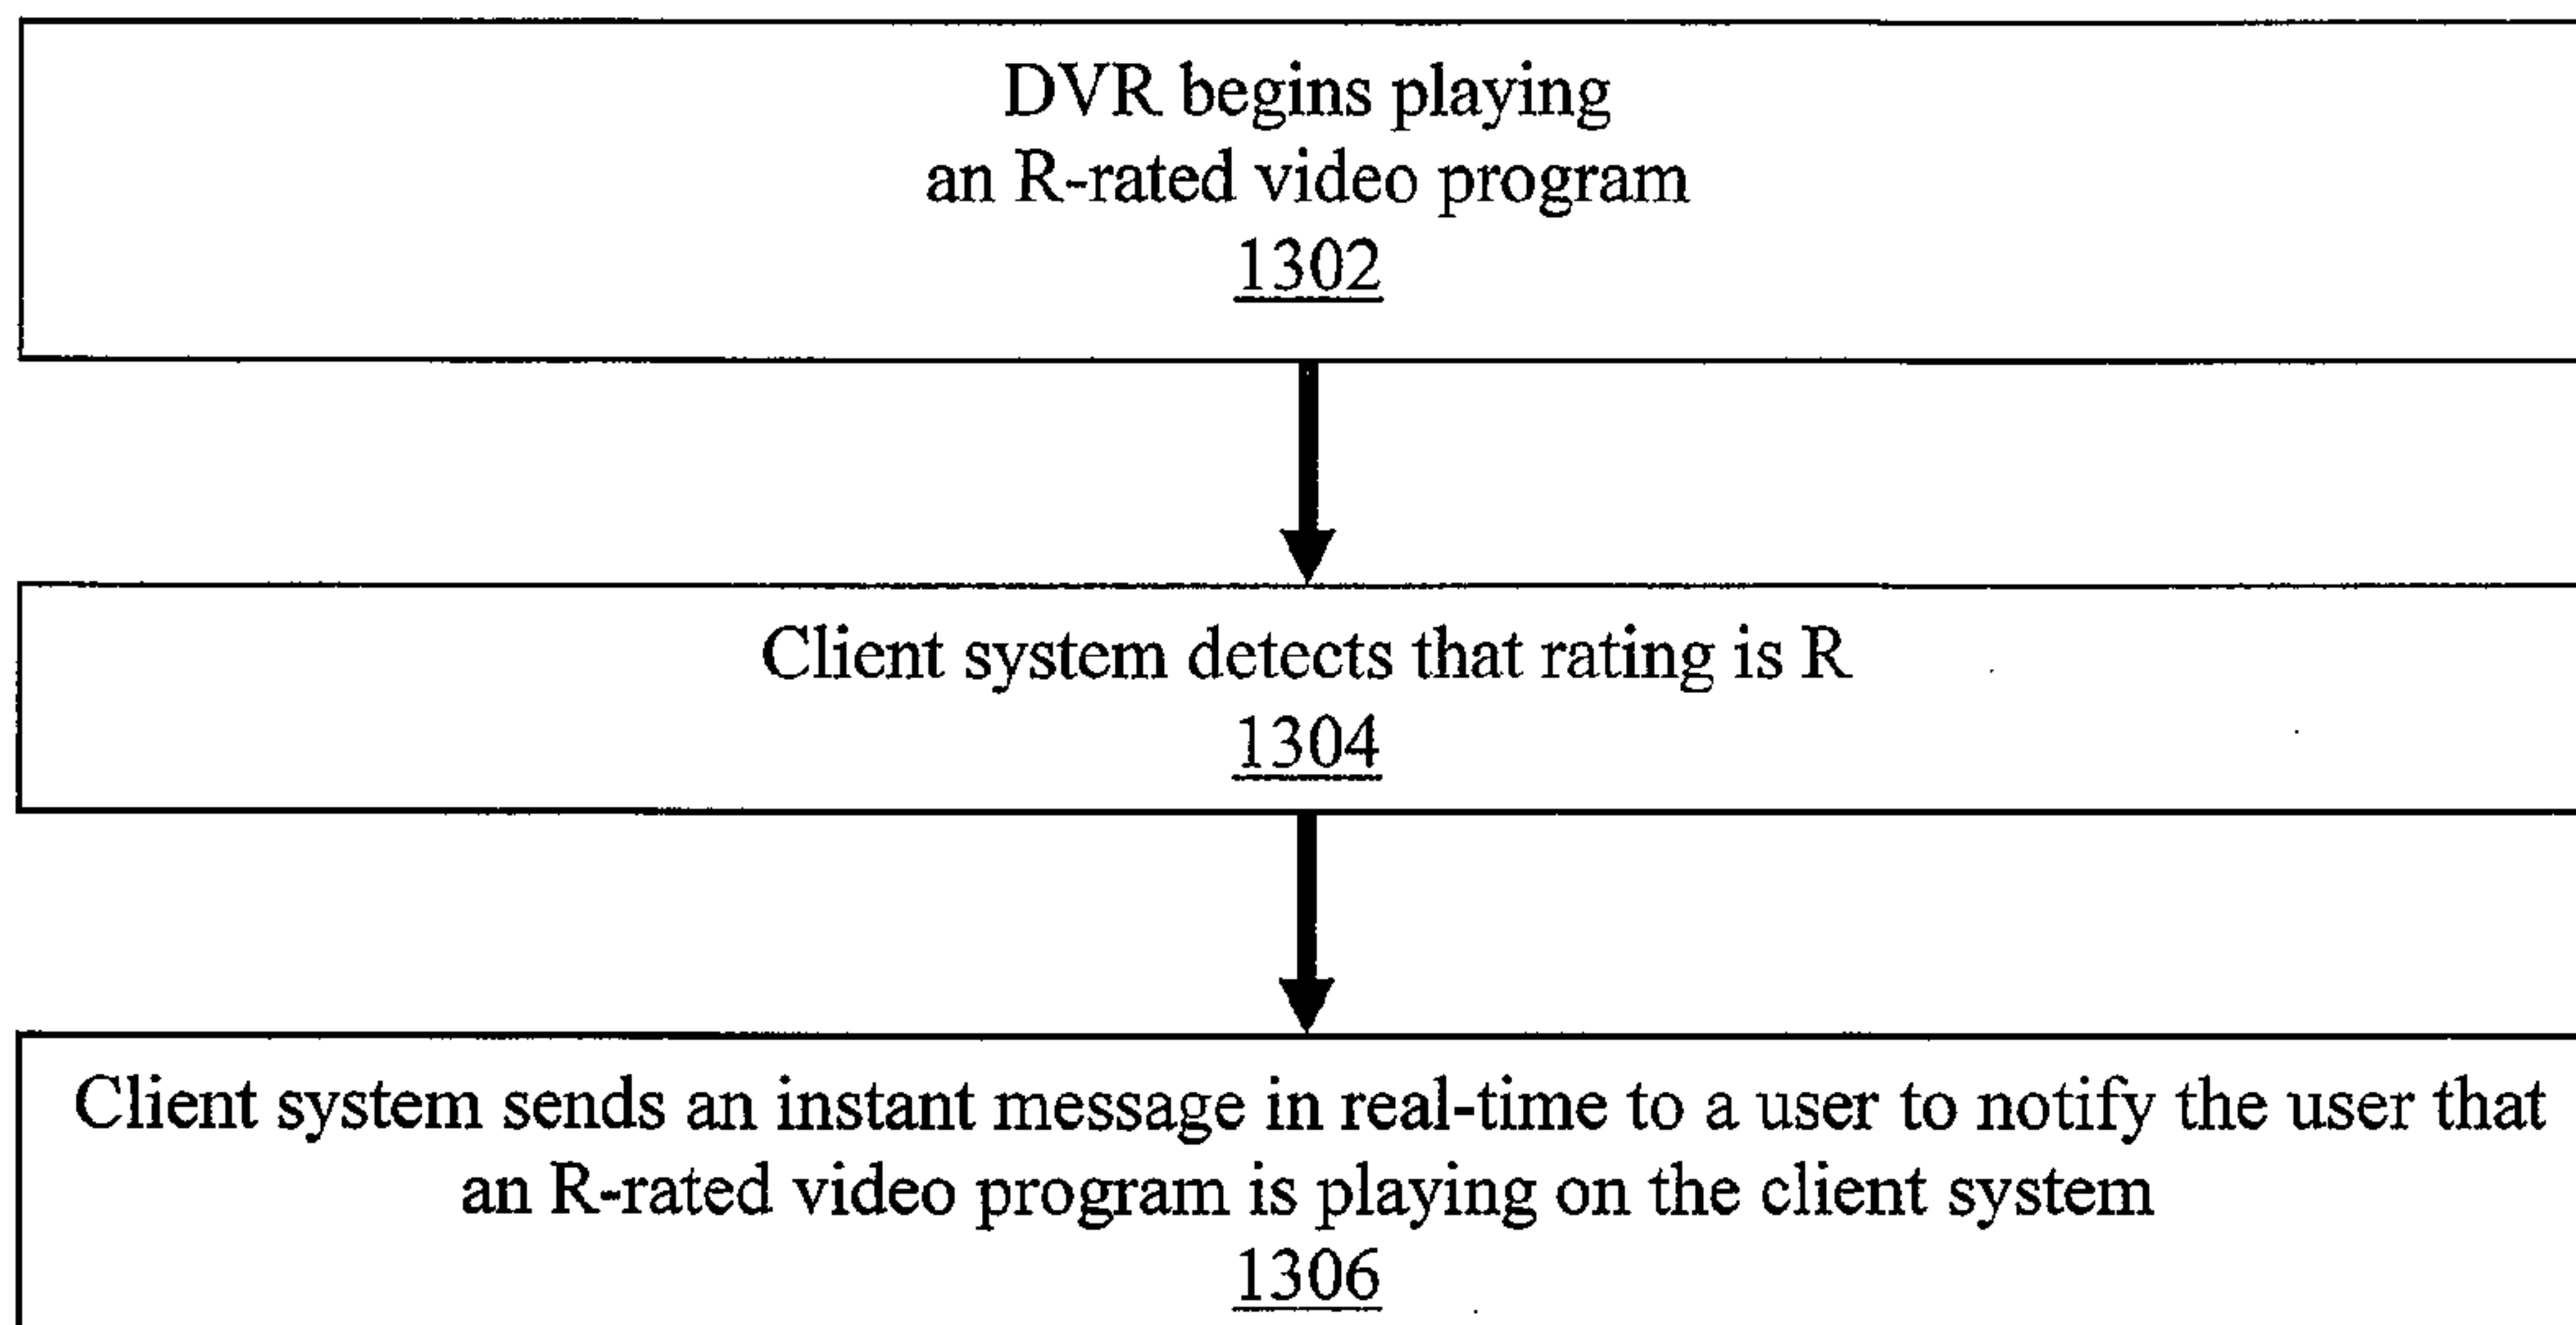 DVR begins playing
an R-rated video program
1302
Client system detects that rating is R
1304
Client system sends an instant message in real-time to a user to notify the user that
an R-rated video program is playing on the client system
1306